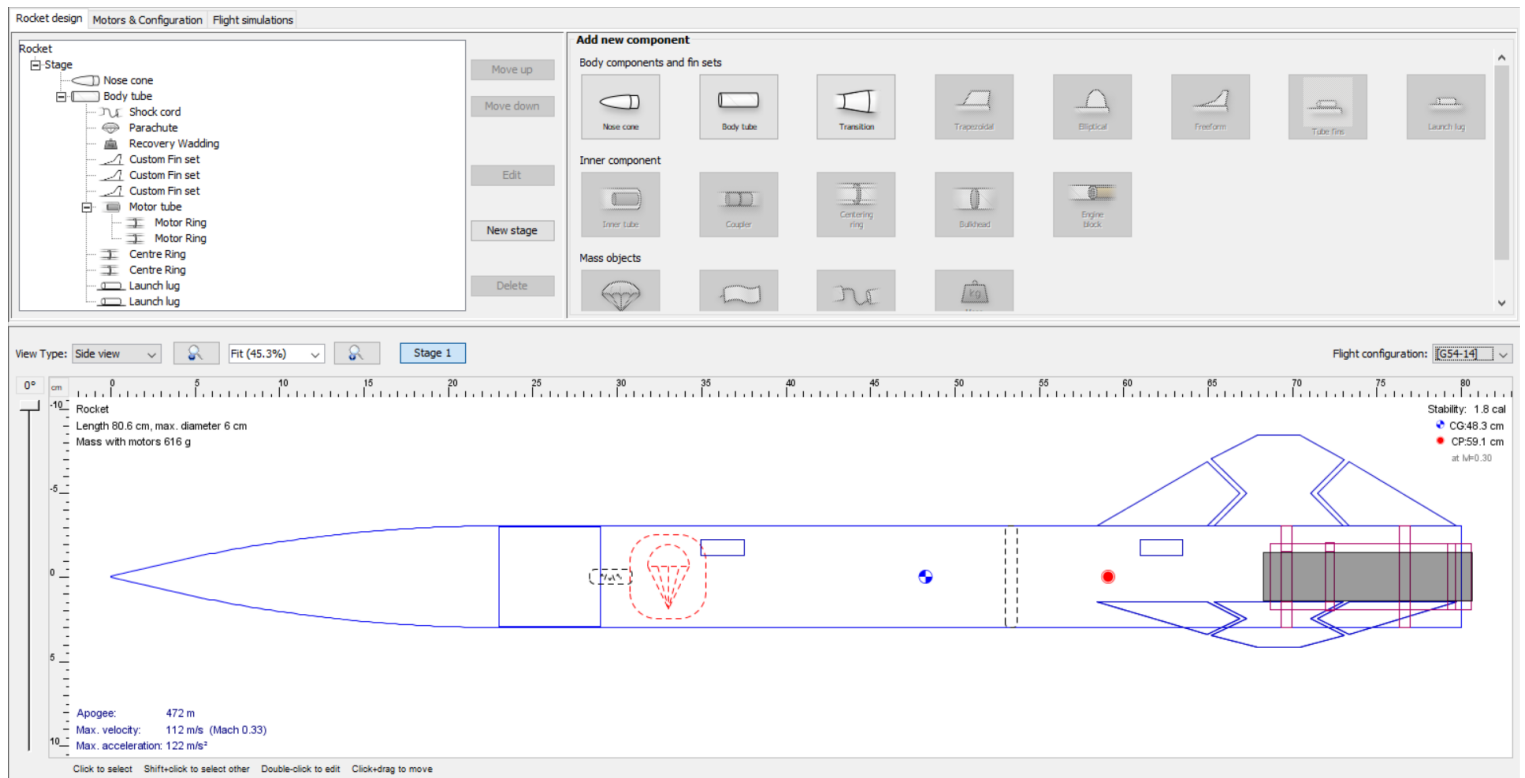 Rocket design Motors & Configuration Flight simulations
Rocket
Stage
Nose cone
Body tube
Shock cord
Parachute
Recovery Wadding
Custom Fin set
Custom Fin set
Custom Fin set
Motor tube
Motor Ring
Motor Ring
Centre Ring
Centre Ring
Launch lug
Launch lug
Move up
Move down
Edit
New stage
Delete
Add new component
Body components and fin sets
Nose cone Body tube Transition Trapezoidal Elliptical Freeform Tube fins Launch lug
Inner component
Inner tube Coupler Centering ring Bulkhead Engine block
Mass objects
kg
View Type: Side view Fit (45.3%) Stage 1 Flight configuration: [G54-14]
0° cm 0 5 10 15 20 25 30 35 40 45 50 55 60 65 70 75 80
-10
-5
0
5
10
Rocket
Length 80.6 cm, max. diameter 6 cm
Mass with motors 616 g
Stability: 1.8 cal
CG:48.3 cm
CP:59.1 cm
at M=0.30
Apogee: 472 m
Max. velocity: 112 m/s (Mach 0.33)
Max. acceleration: 122 m/s²
Click to select Shift+click to select other Double-click to edit Click+drag to move